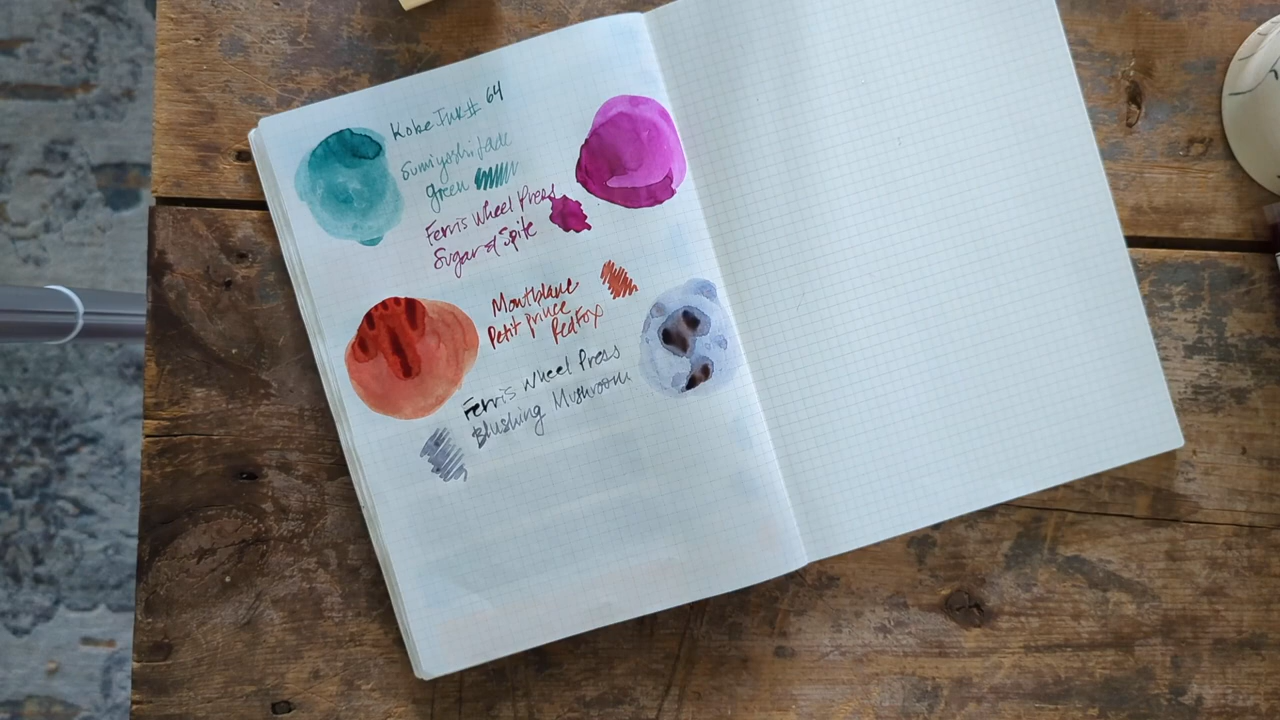 Kobe Ink# 64
Sumiyoshi Jade
green
Ferris Wheel Press
Sugar & Spite
Montblanc
Petit Prince
Red Fox
Ferris Wheel Press
Blushing Mushroom